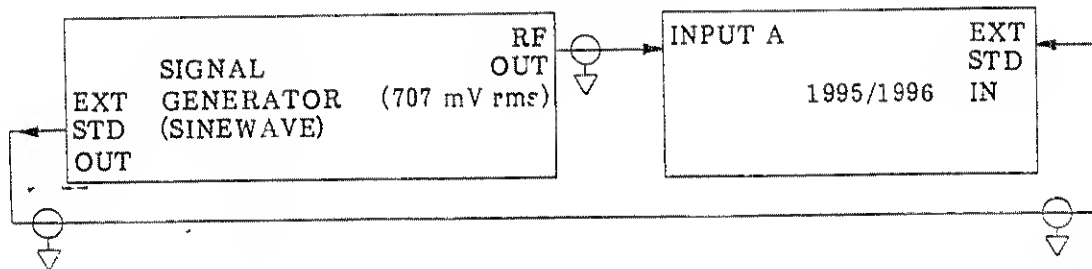 RF
OUT
SIGNAL
GENERATOR (707 mV rms)
(SINEWAVE)
EXT
STD
OUT
INPUT A
EXT
STD
IN
1995/1996